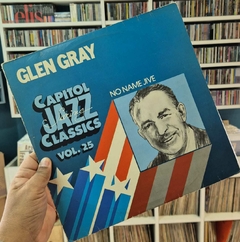 GLEN GRAY
CAPITOL
JAZZ
CLASSICS
VOL. 25
NO NAME JIVE